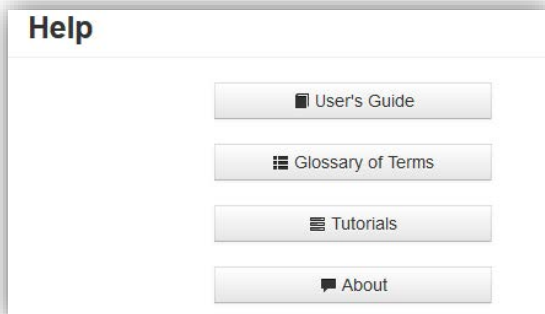 Help
User's Guide
Glossary of Terms
Tutorials
About